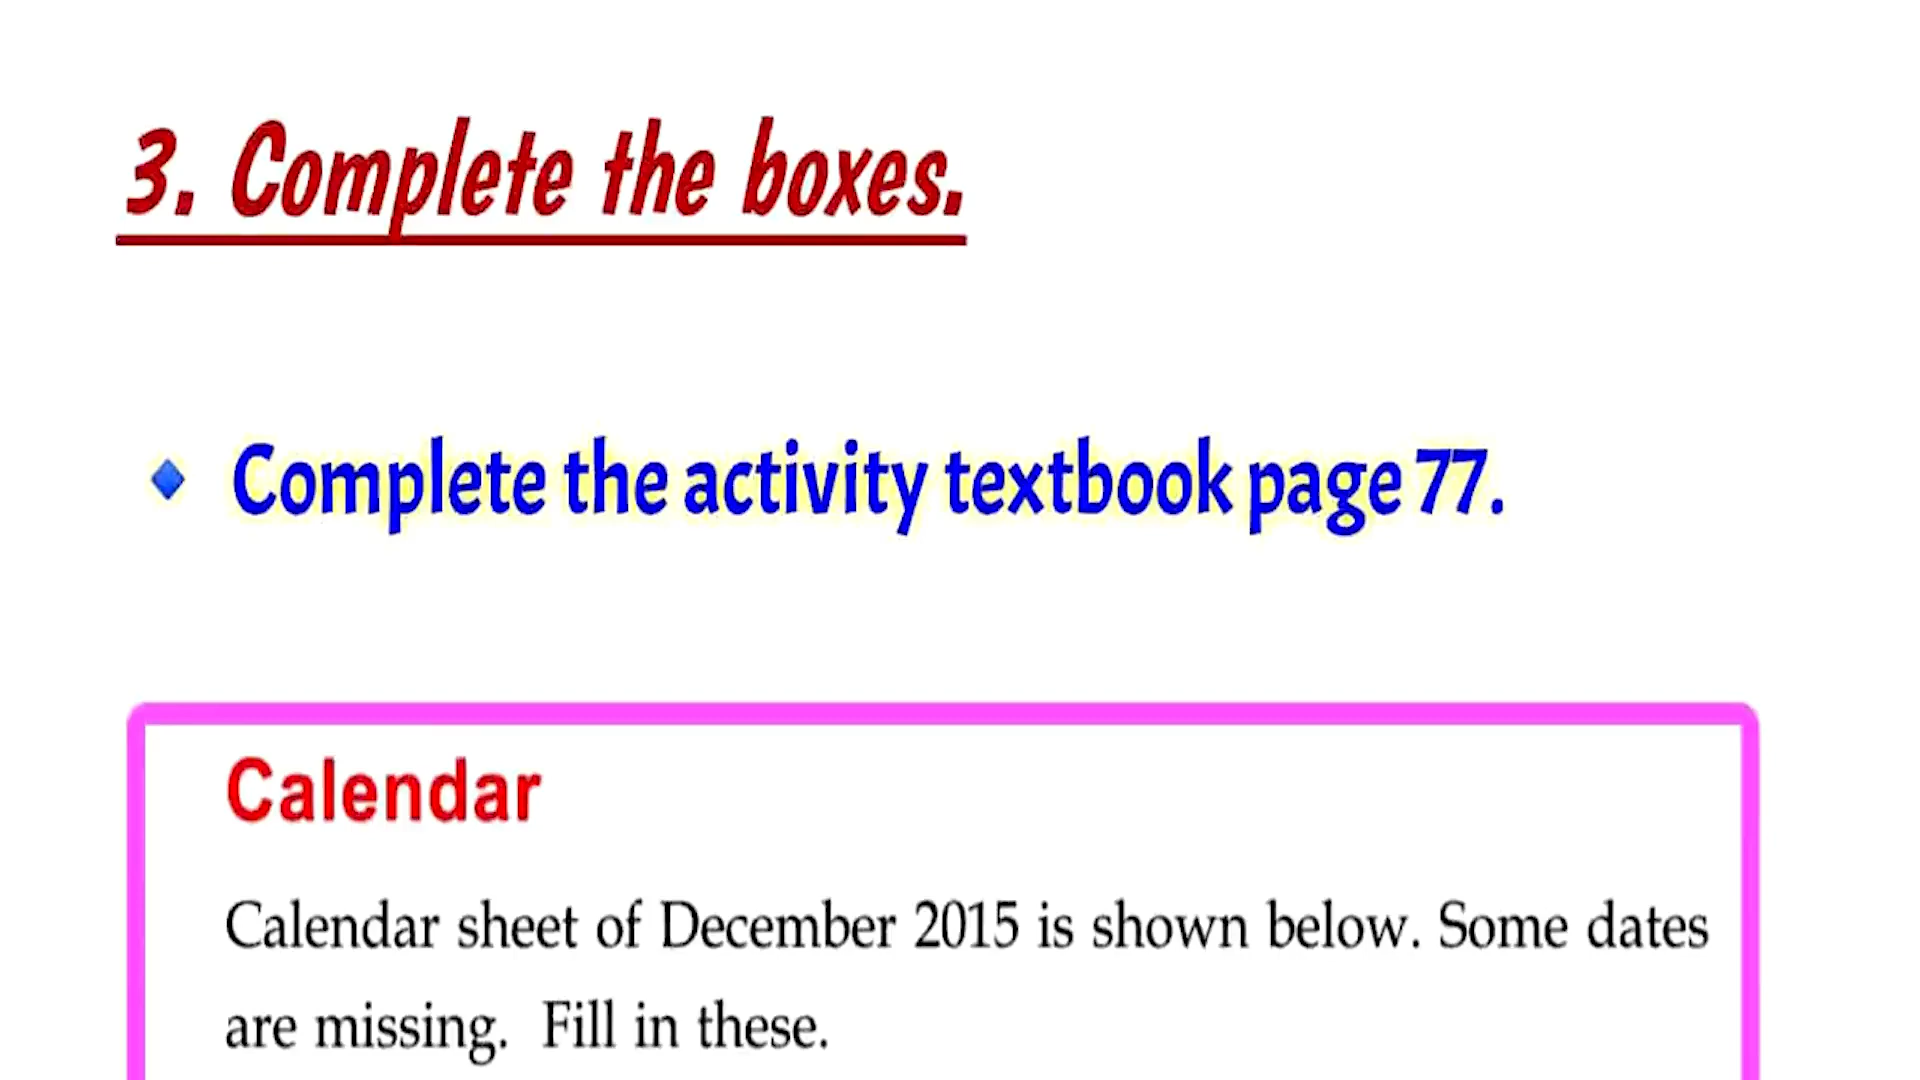 3. Complete the boxes.
Complete the activity textbook page 77.
Calendar
Calendar sheet of December 2015 is shown below. Some dates
are missing. Fill in these.